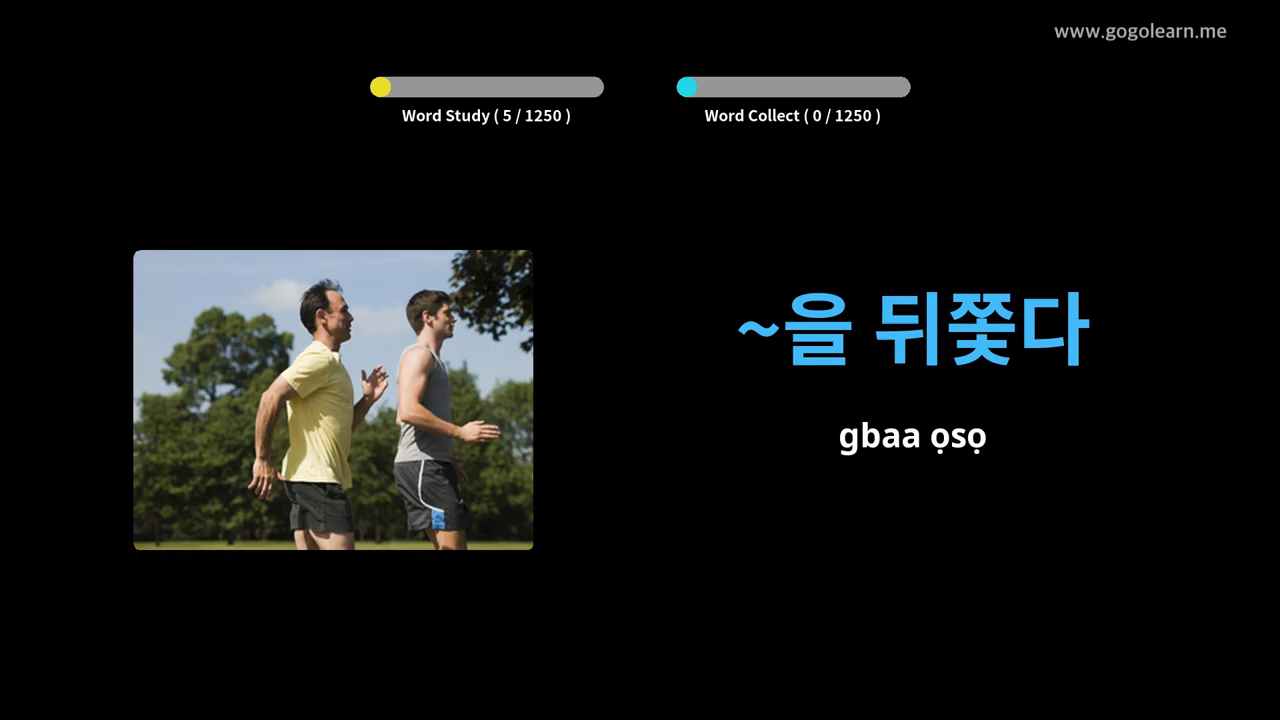 www.gogolearn.me
Word Study ( 5 / 1250 )
Word Collect ( 0 / 1250 )
~을 뒤쫓다
gbaa ọsọ